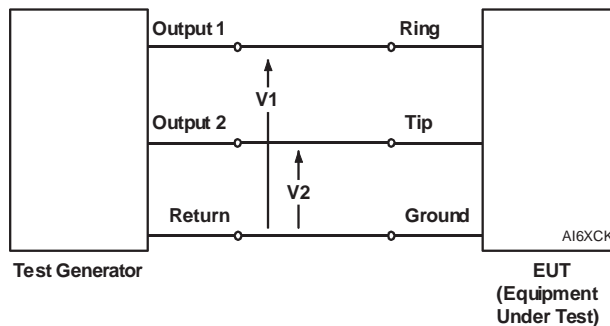 Output 1
Ring
V1
Output 2
Tip
V2
Return
Ground
AI6XCK
Test Generator
EUT
(Equipment
Under Test)